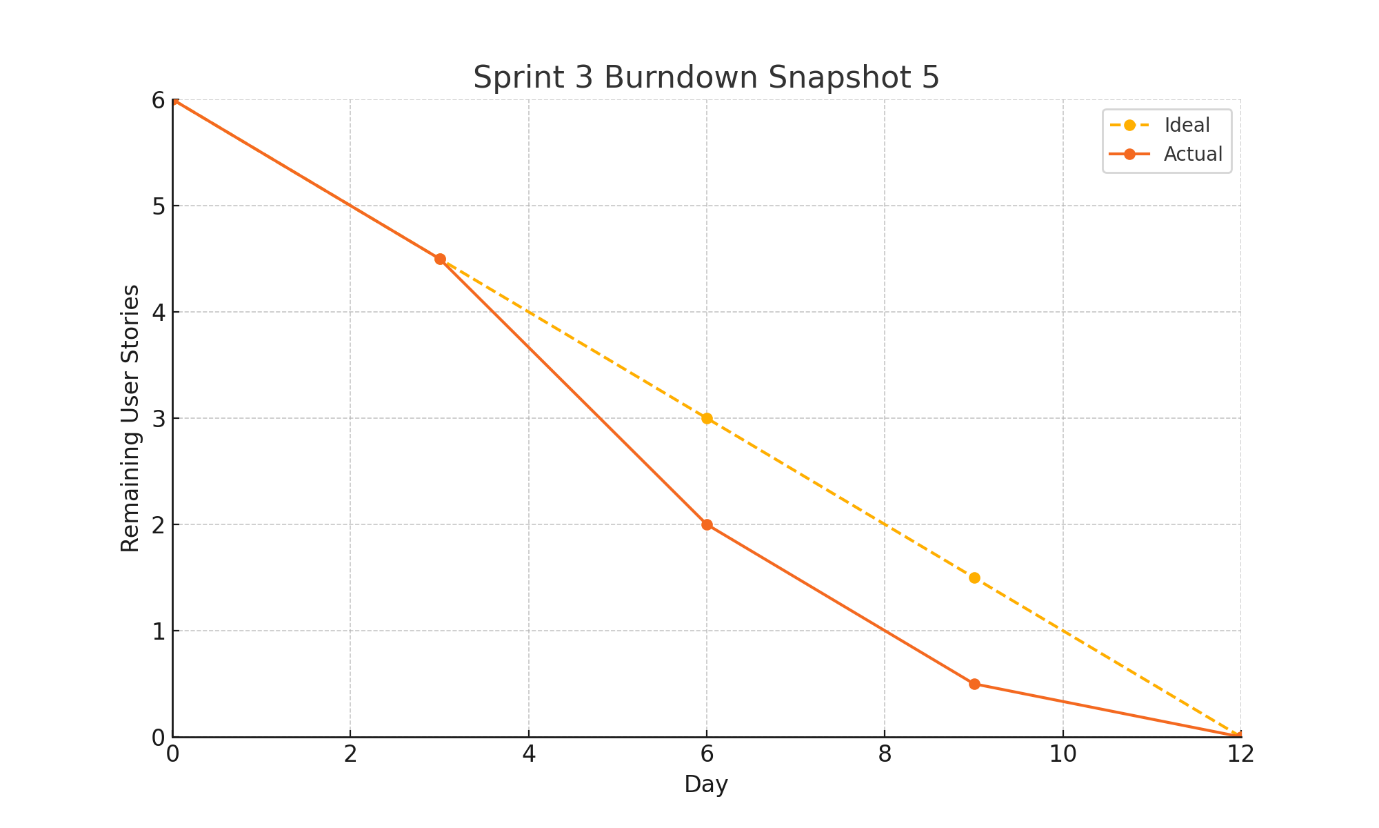 Sprint 3 Burndown Snapshot 5
Ideal
Actual
Remaining User Stories
6
5
4
3
2
1
0
0 2 4 6 8 10 12
Day